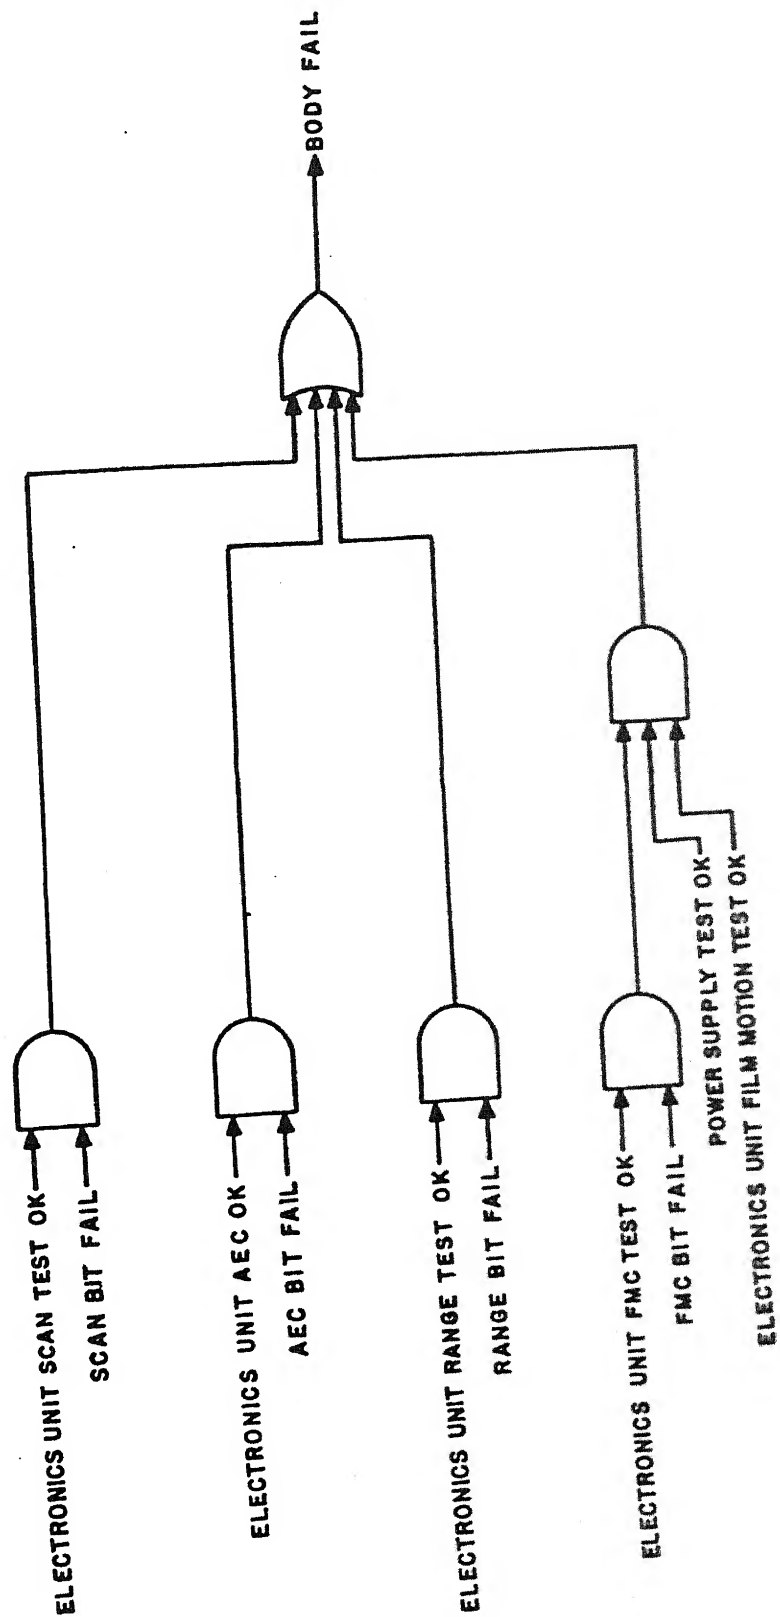 ELECTRONICS UNIT SCAN TEST OK
SCAN BIT FAIL
ELECTRONICS UNIT AEC OK
AEC BIT FAIL
ELECTRONICS UNIT RANGE TEST OK
RANGE BIT FAIL
ELECTRONICS UNIT FMC TEST OK
FMC BIT FAIL
POWER SUPPLY TEST OK
ELECTRONICS UNIT FILM MOTION TEST OK
BODY FAIL